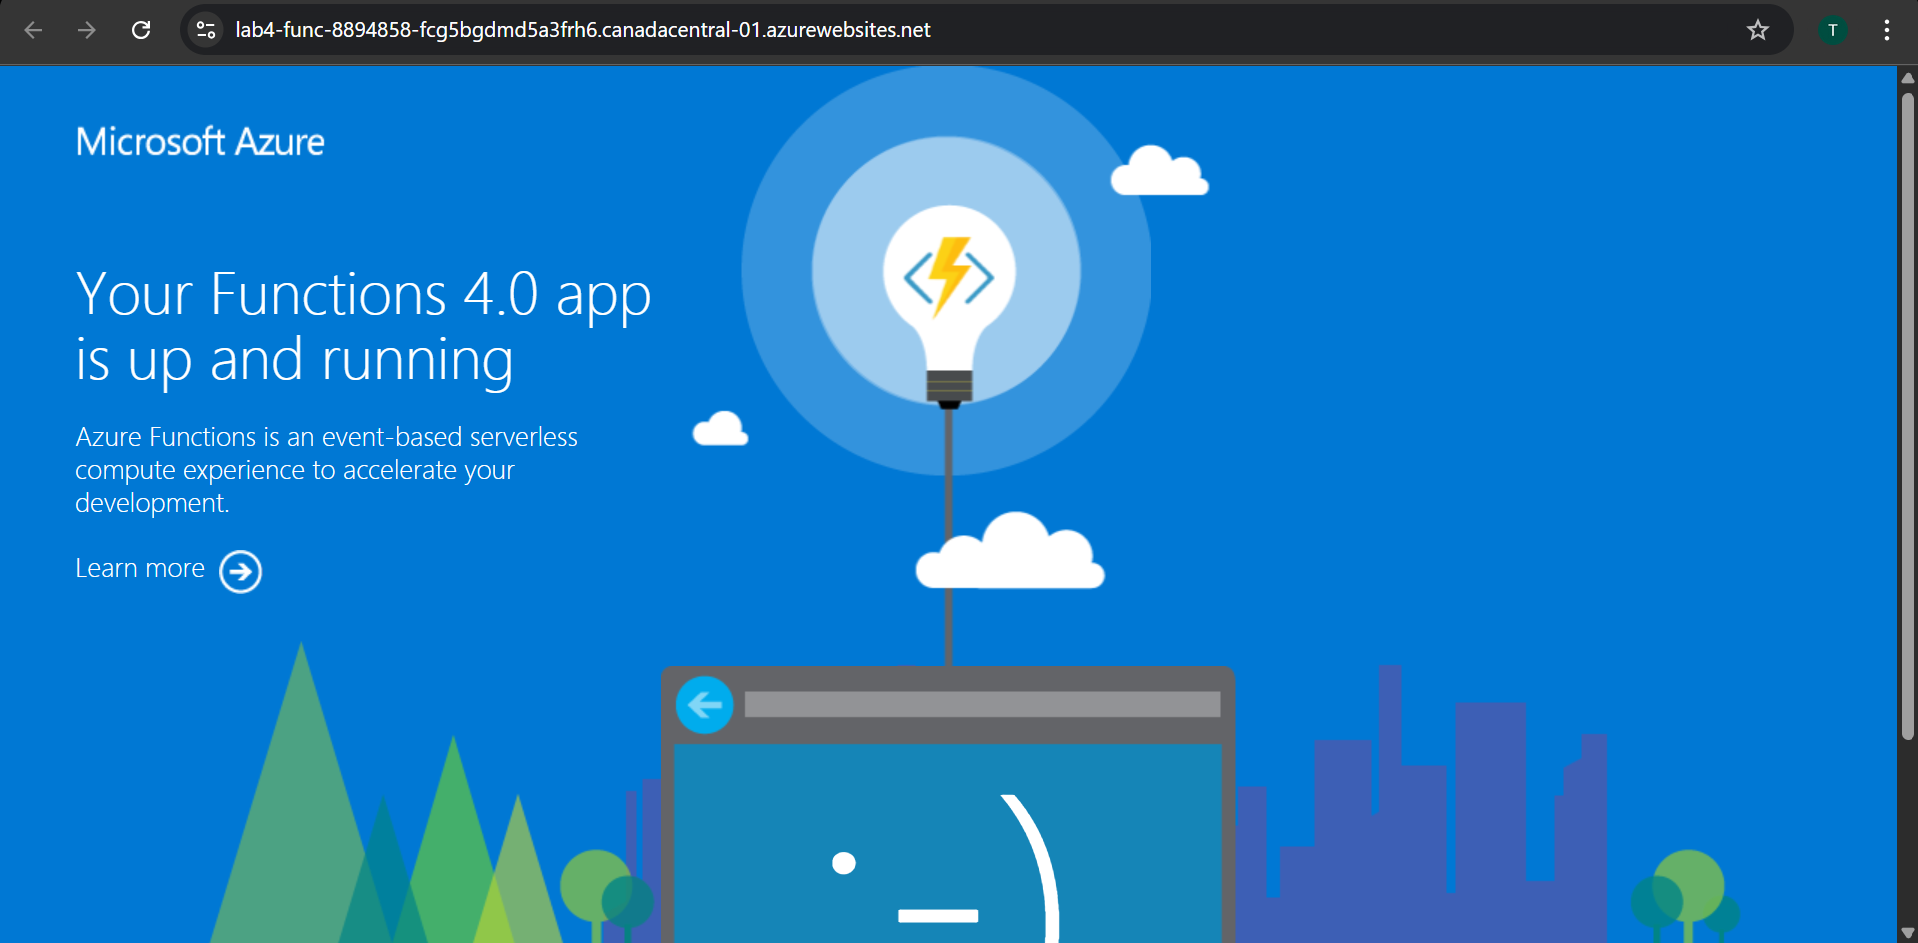 lab4-func-8894858-fcg5bgdmd5a3frh6.canadacentral-01.azurewebsites.net
T
Microsoft Azure
Your Functions 4.0 app
is up and running
Azure Functions is an event-based serverless
compute experience to accelerate your
development.
Learn more